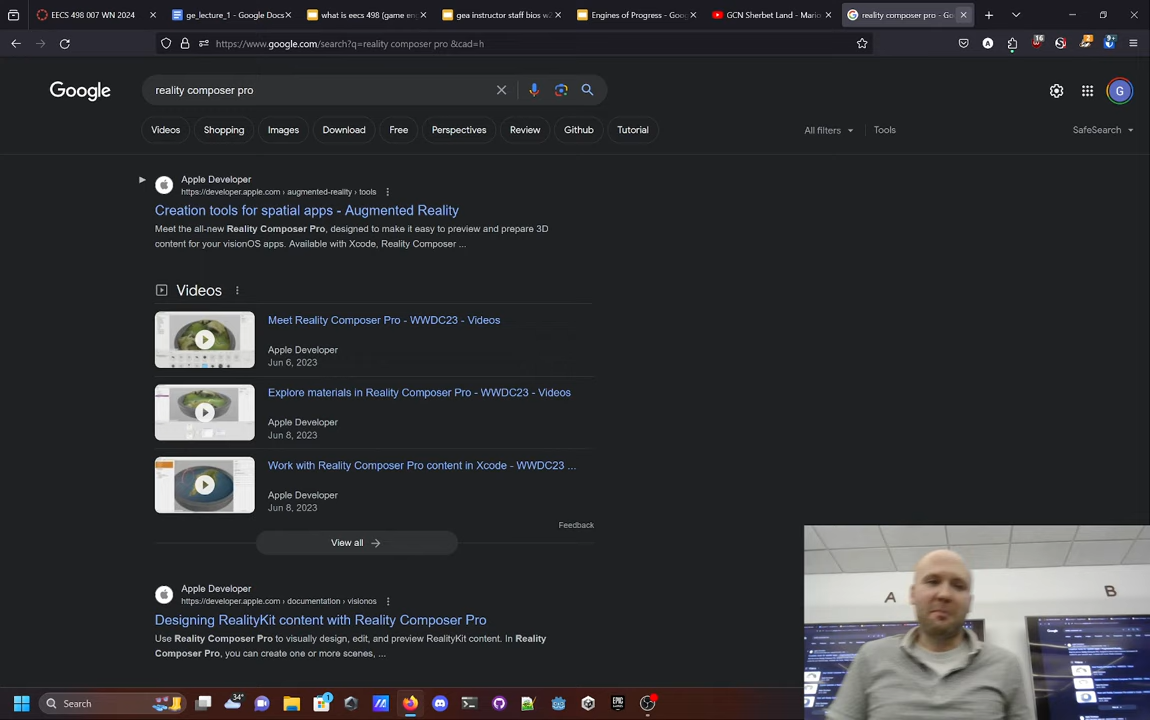 EECS 498 007 WN 2024
ge_lecture_1 - Google Docs
what is eecs 498 (game en
gea instructor staff bios w2
Engines of Progress - Goog
GCN Sherbet Land - Mario
reality composer pro - Go
https://www.google.com/search?q=reality composer pro &cad=h
16
9+
Google
reality composer pro
G
Videos
Shopping
Images
Download
Free
Perspectives
Review
Github
Tutorial
All filters
Tools
SafeSearch
Apple Developer
https://developer.apple.com › augmented-reality › tools
Creation tools for spatial apps - Augmented Reality
Meet the all-new Reality Composer Pro, designed to make it easy to preview and prepare 3D
content for your visionOS apps. Available with Xcode, Reality Composer ...
Videos
Meet Reality Composer Pro - WWDC23 - Videos
Apple Developer
Jun 6, 2023
Explore materials in Reality Composer Pro - WWDC23 - Videos
Apple Developer
Jun 8, 2023
Work with Reality Composer Pro content in Xcode - WWDC23 ...
Apple Developer
Jun 8, 2023
Feedback
View all
Apple Developer
https://developer.apple.com › documentation › visionos
Designing RealityKit content with Reality Composer Pro
Use Reality Composer Pro to visually design, edit, and preview RealityKit content. In Reality
Composer Pro, you can create one or more scenes, ...
A
B
Search
34°
1